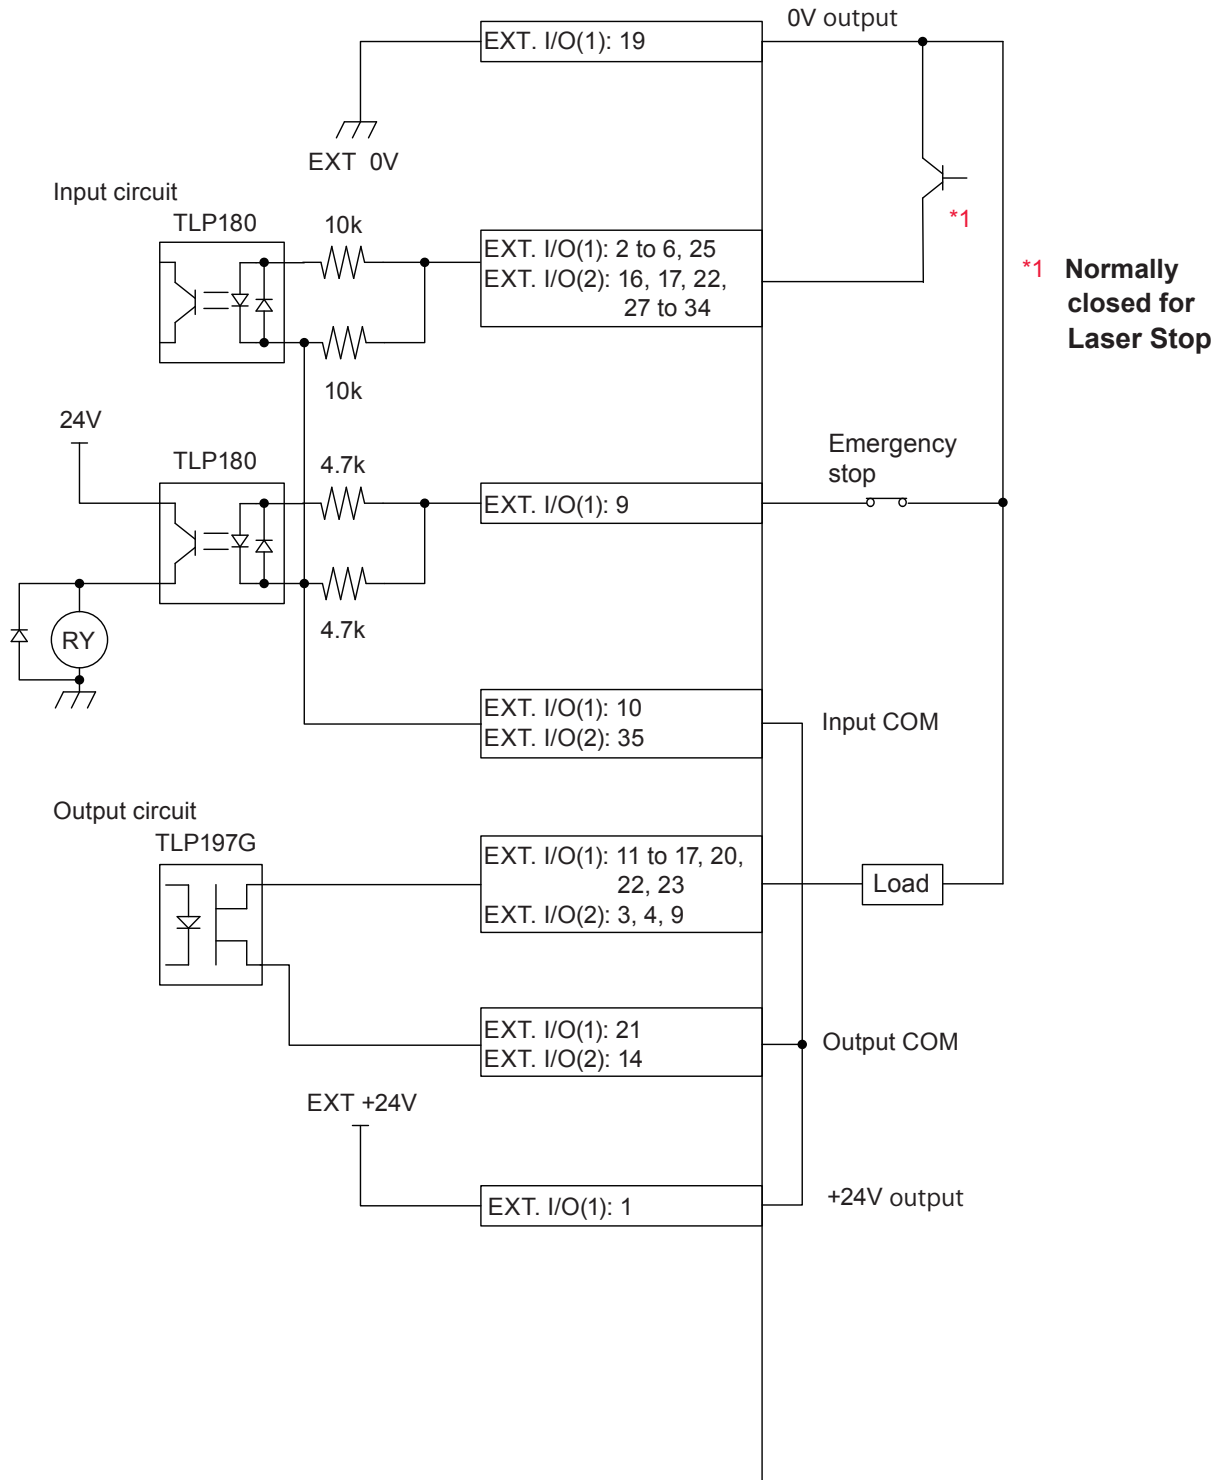 0V output
EXT. I/O(1): 19
EXT 0V
Input circuit
TLP180
10k
10k
EXT. I/O(1): 2 to 6, 25
EXT. I/O(2): 16, 17, 22,
27 to 34
*1
*1 Normally
closed for
Laser Stop
24V
TLP180
4.7k
4.7k
EXT. I/O(1): 9
Emergency
stop
RY
EXT. I/O(1): 10
EXT. I/O(2): 35
Input COM
Output circuit
TLP197G
EXT. I/O(1): 11 to 17, 20,
22, 23
EXT. I/O(2): 3, 4, 9
Load
EXT. I/O(1): 21
EXT. I/O(2): 14
Output COM
EXT +24V
EXT. I/O(1): 1
+24V output